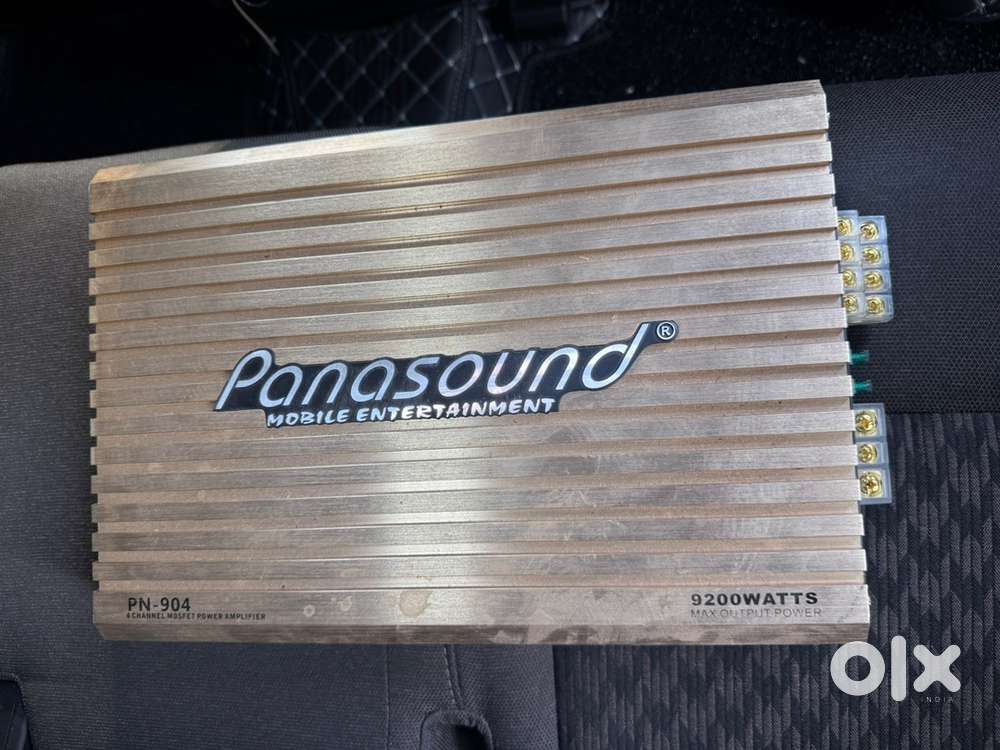 Panasound®
MOBILE ENTERTAINMENT
PN-904
4 CHANNEL MOSFET POWER AMPLIFIER
9200WATTS
MAX OUTPUT POWER
olx
INDIA